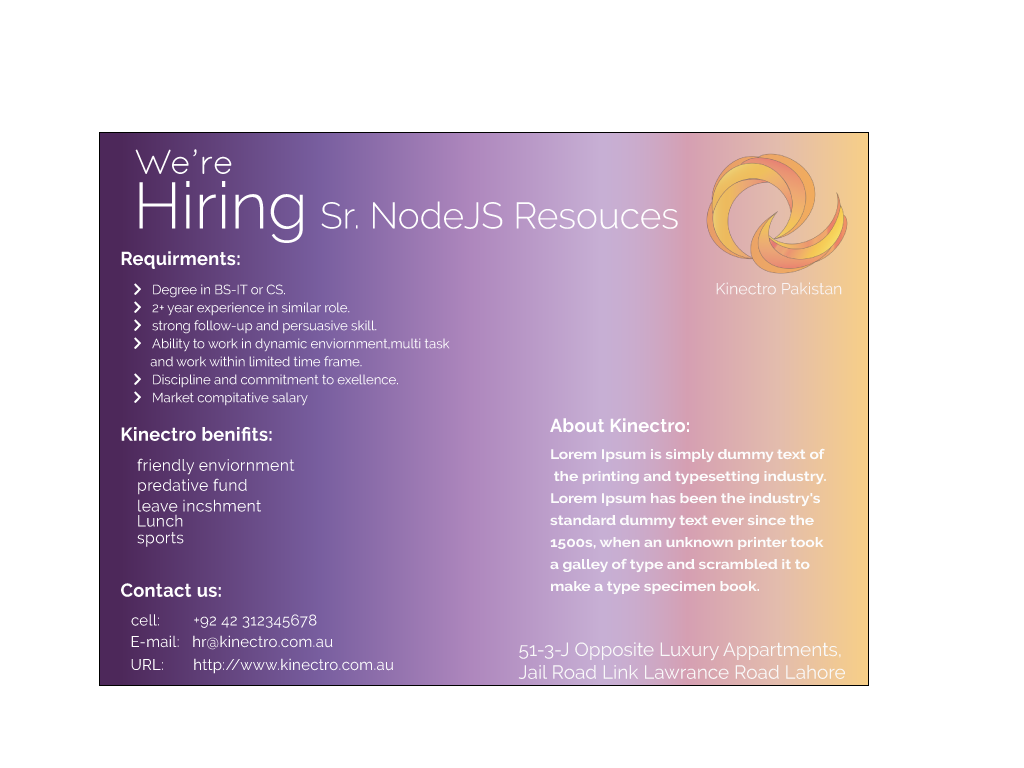 We're
Hiring Sr. NodeJS Resouces
Kinectro Pakistan
Requirments:
Degree in BS-IT or CS.
2+ year experience in similar role.
strong follow-up and persuasive skill.
Ability to work in dynamic enviornment,multi task
and work within limited time frame.
Discipline and commitment to exellence.
Market compitative salary
Kinectro benifits:
friendly enviornment
predative fund
leave incshment
Lunch
sports
Contact us:
cell: +92 42 312345678
E-mail: hr@kinectro.com.au
URL: http://www.kinectro.com.au
About Kinectro:
Lorem Ipsum is simply dummy text of
the printing and typesetting industry.
Lorem Ipsum has been the industry's
standard dummy text ever since the
1500s, when an unknown printer took
a galley of type and scrambled it to
make a type specimen book.
51-3-J Opposite Luxury Appartments,
Jail Road Link Lawrance Road Lahore